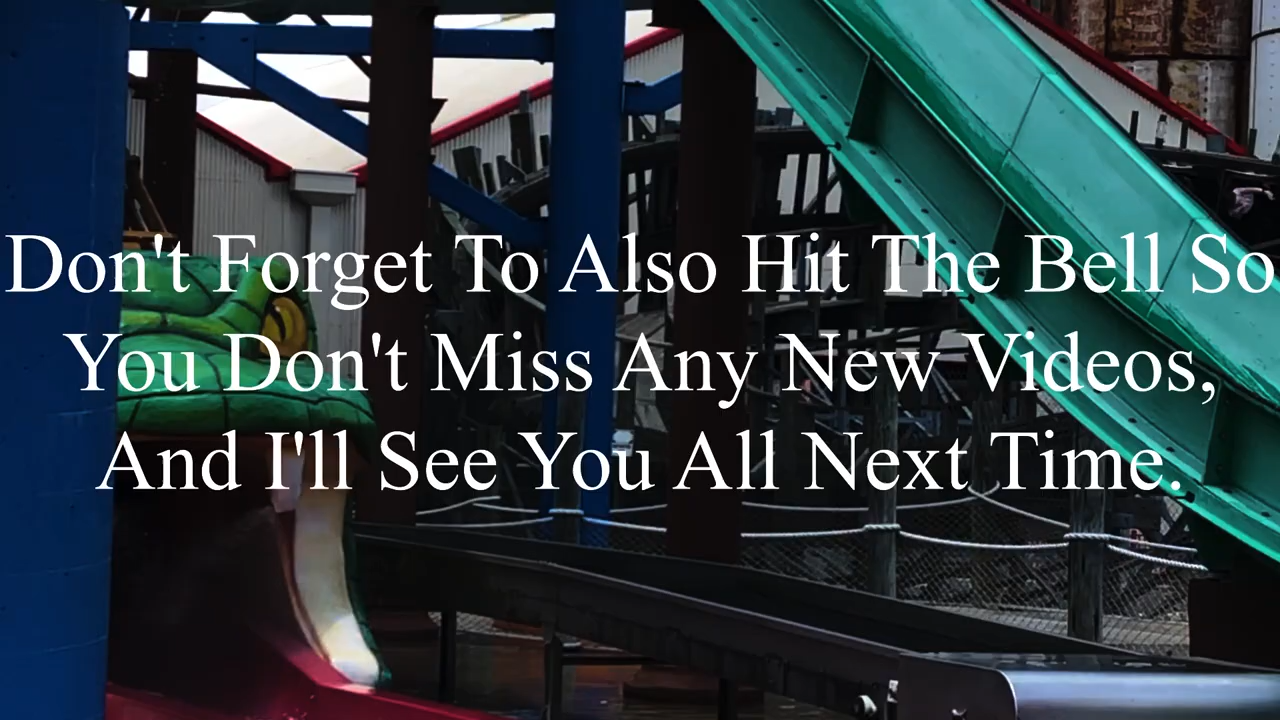 Don't Forget To Also Hit The Bell So
You Don't Miss Any New Videos,
And I'll See You All Next Time.